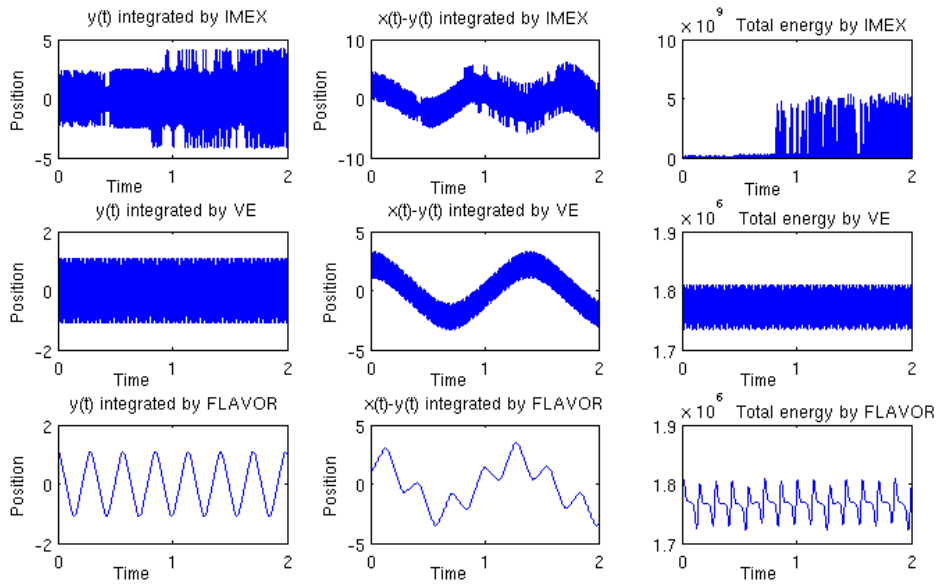 y(t) integrated by IMEX
5
0
-5
Position
0
1
2
Time
x(t)-y(t) integrated by IMEX
10
0
-10
Position
0
1
2
Time
× 10^9 Total energy by IMEX
10
5
0
0
1
2
Time
y(t) integrated by VE
2
0
-2
Position
0
1
2
Time
x(t)-y(t) integrated by VE
5
0
-5
Position
0
1
2
Time
× 10^6 Total energy by VE
1.9
1.8
1.7
0
1
2
Time
y(t) integrated by FLAVOR
2
0
-2
Position
0
1
2
Time
x(t)-y(t) integrated by FLAVOR
5
0
-5
Position
0
1
2
Time
× 10^6 Total energy by FLAVOR
1.9
1.8
1.7
0
1
2
Time